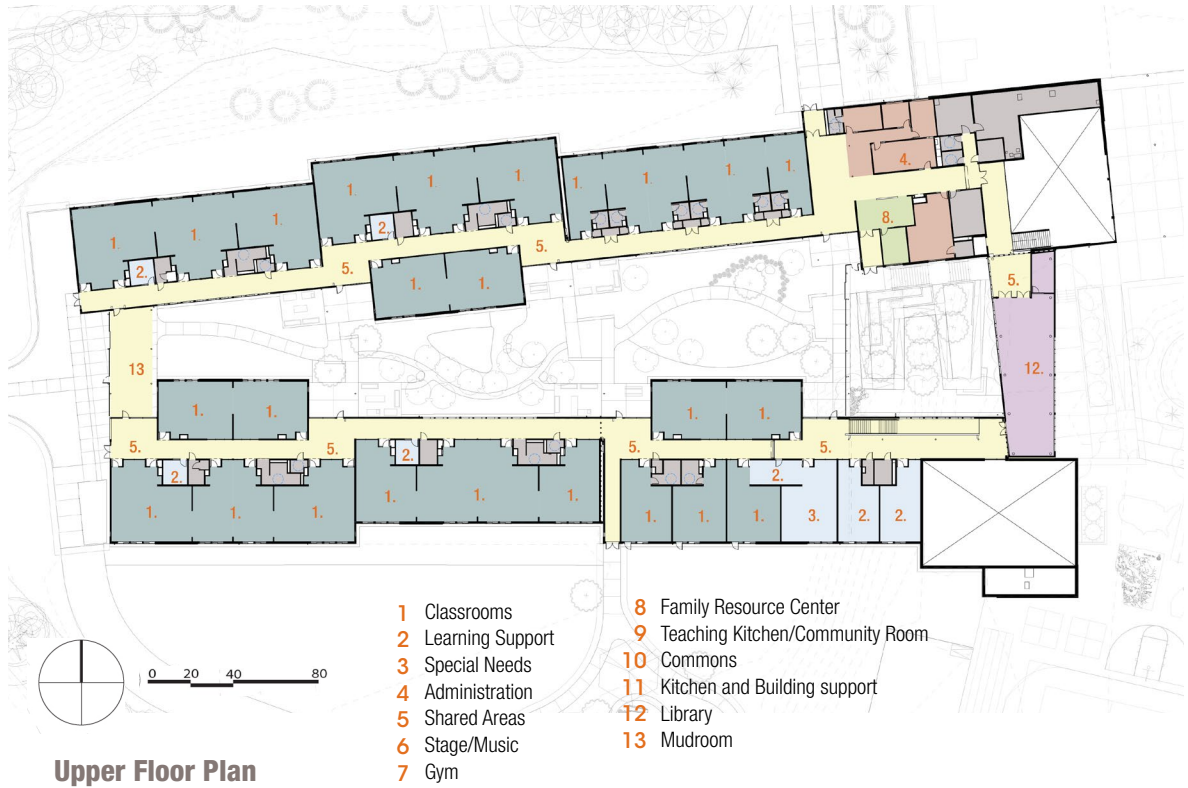 1. 1. 1. 1. 1. 1. 1. 1. 1. 1. 4.
2. 8.
2. 5. 5. 5.
1. 1.
13 12.
1. 1. 1. 1.
5. 5. 2. 5. 5.
2. 2.
1. 1. 1. 1. 1. 1. 1. 1. 1. 3. 2. 2.
1 Classrooms
2 Learning Support
3 Special Needs
4 Administration
5 Shared Areas
6 Stage/Music
7 Gym
8 Family Resource Center
9 Teaching Kitchen/Community Room
10 Commons
11 Kitchen and Building support
12 Library
13 Mudroom
0 20 40 80
Upper Floor Plan